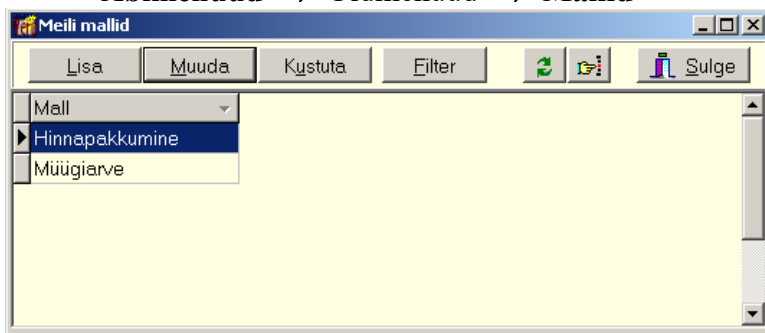 Meili mallid
Lisa Muuda Kustuta Filter Sulge
Mall
Hinnapakkumine
Müügiarve